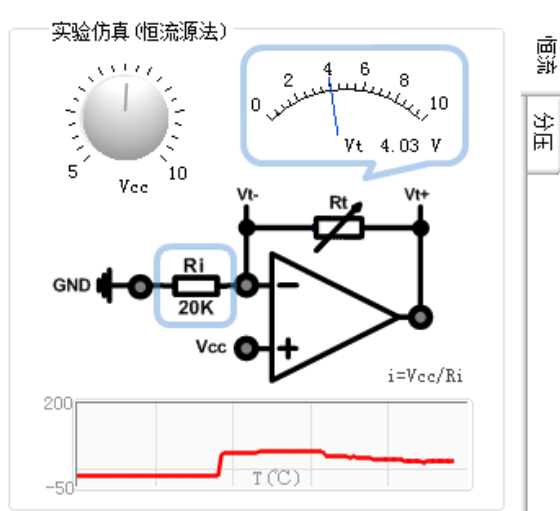 实验仿真(恒流源法)
恒流
分压
0 2 4 6 8 10
Vt 4.03 V
5 10
Vcc
Vt- Rt Vt+
Ri
GND
20K
Vcc
i=Vcc/Ri
200
T(℃)
-50